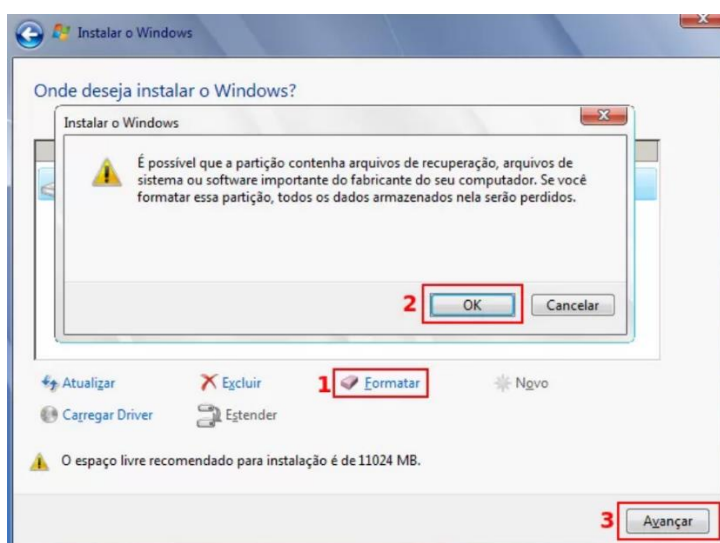 Instalar o Windows
Onde deseja instalar o Windows?
Instalar o Windows
É possível que a partição contenha arquivos de recuperação, arquivos de
sistema ou software importante do fabricante do seu computador. Se você
formatar essa partição, todos os dados armazenados nela serão perdidos.
2 OK Cancelar
Atualizar Excluir 1 Formatar Novo
Carregar Driver Estender
O espaço livre recomendado para instalação é de 11024 MB.
3 Avançar